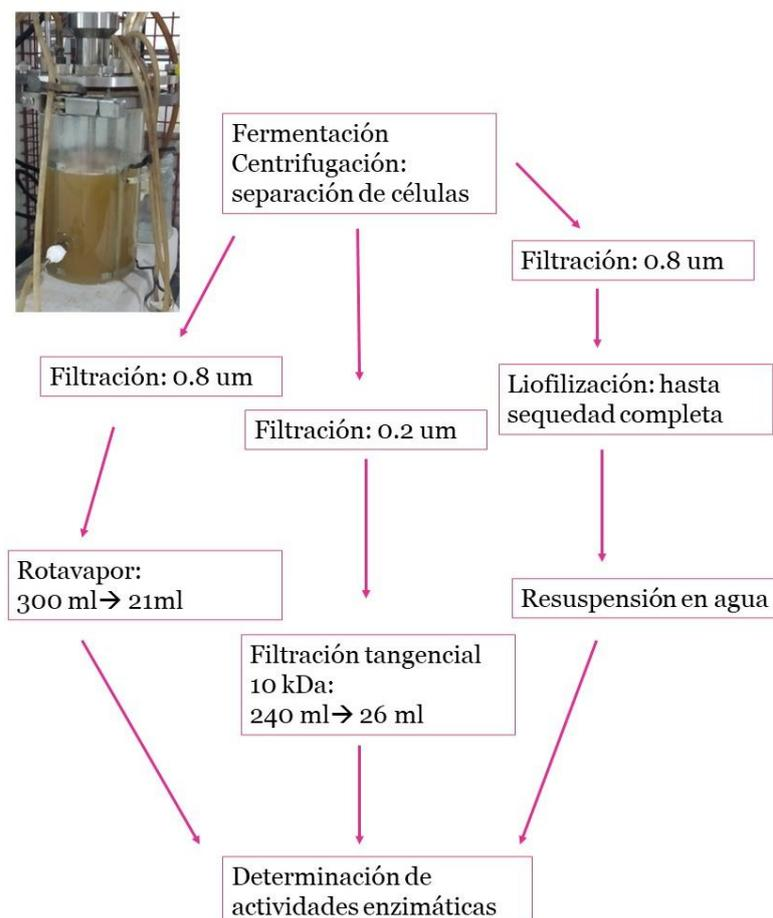 Fermentación
Centrifugación:
separación de células
Filtración: 0.8 um
Filtración: 0.8 um
Liofilización: hasta
sequedad completa
Filtración: 0.2 um
Rotavapor:
300 ml→ 21ml
Resuspensión en agua
Filtración tangencial
10 kDa:
240 ml→ 26 ml
Determinación de
actividades enzimáticas